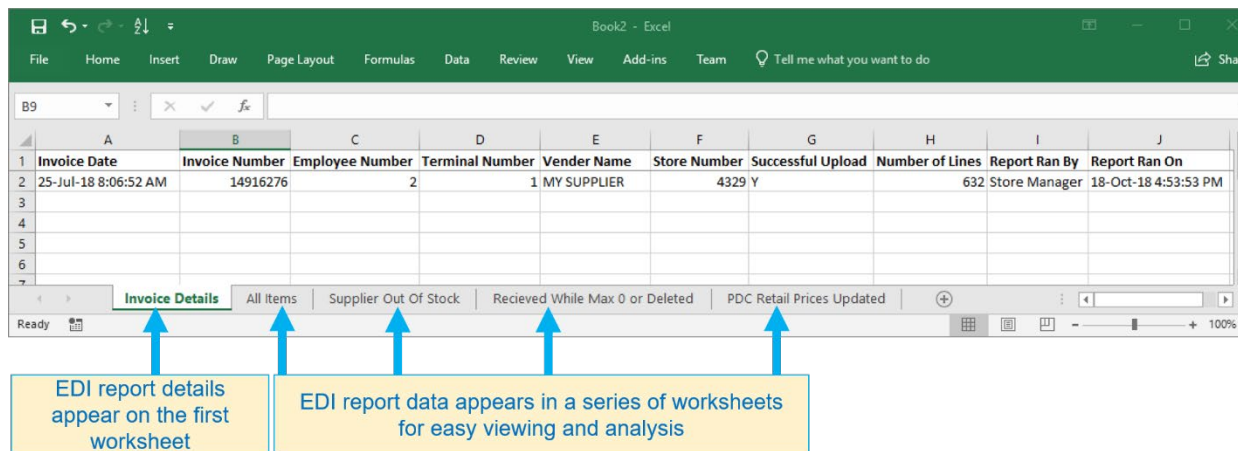 Book2 - Excel
File Home Insert Draw Page Layout Formulas Data Review View Add-ins Team Tell me what you want to do Sha
B9 fx
A B C D E F G H I J
1 Invoice Date Invoice Number Employee Number Terminal Number Vender Name Store Number Successful Upload Number of Lines Report Ran By Report Ran On
2 25-Jul-18 8:06:52 AM 14916276 2 1 MY SUPPLIER 4329 Y 632 Store Manager 18-Oct-18 4:53:53 PM
3
4
5
6
7
Invoice Details All Items Supplier Out Of Stock Recieved While Max 0 or Deleted PDC Retail Prices Updated
Ready 100%
EDI report details
appear on the first
worksheet
EDI report data appears in a series of worksheets
for easy viewing and analysis